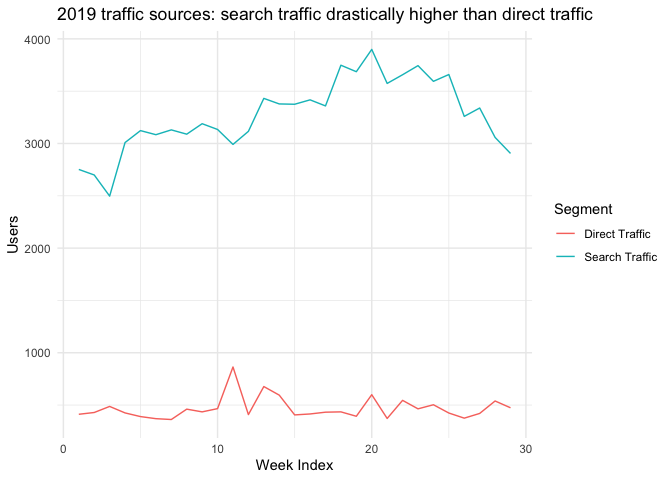 2019 traffic sources: search traffic drastically higher than direct traffic
4000
3000
2000
1000
Users
0
10
20
30
Week Index
Segment
Direct Traffic
Search Traffic